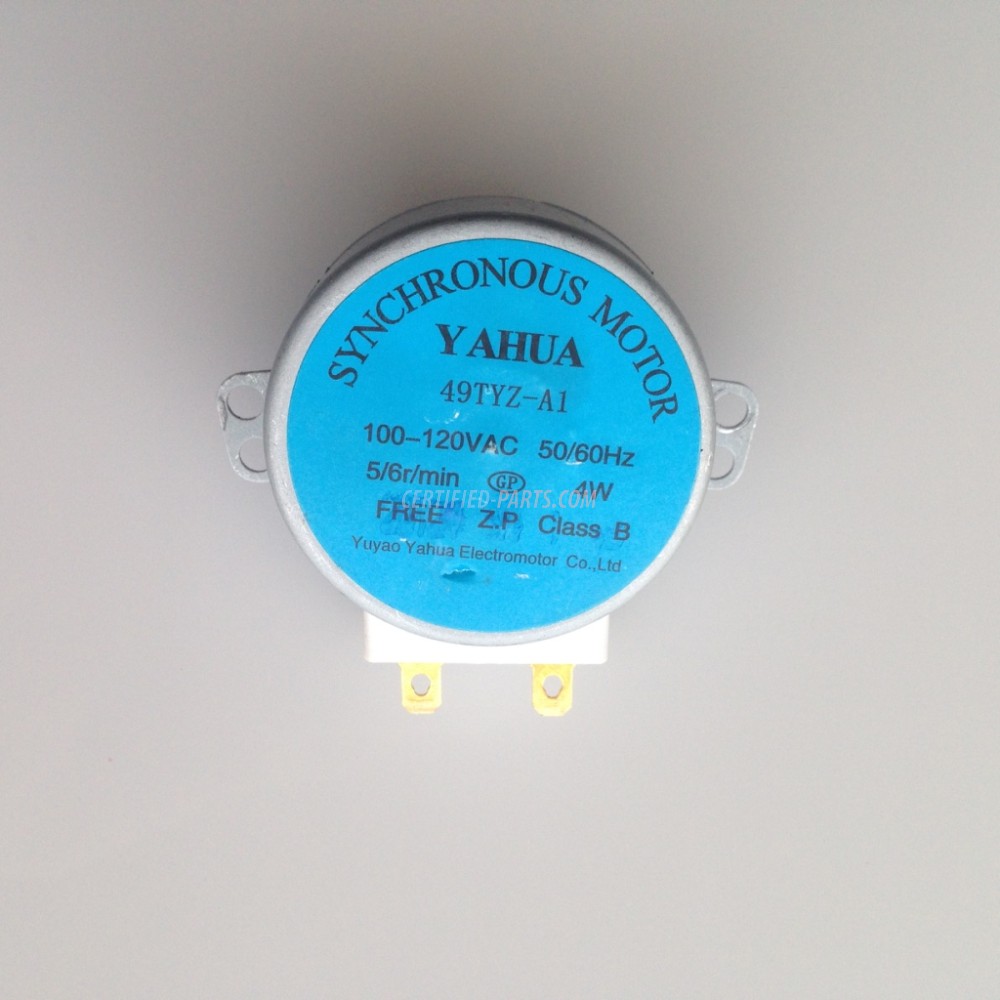 SYNCHRONOUS MOTOR
YAHUA
49TYZ-A1
100-120VAC 50/60Hz
5/6r/min GP 4W
CERTIFIED-PARTS.COM
FREE Z.P Class B
Yuyao Yahua Electromotor Co.,Ltd